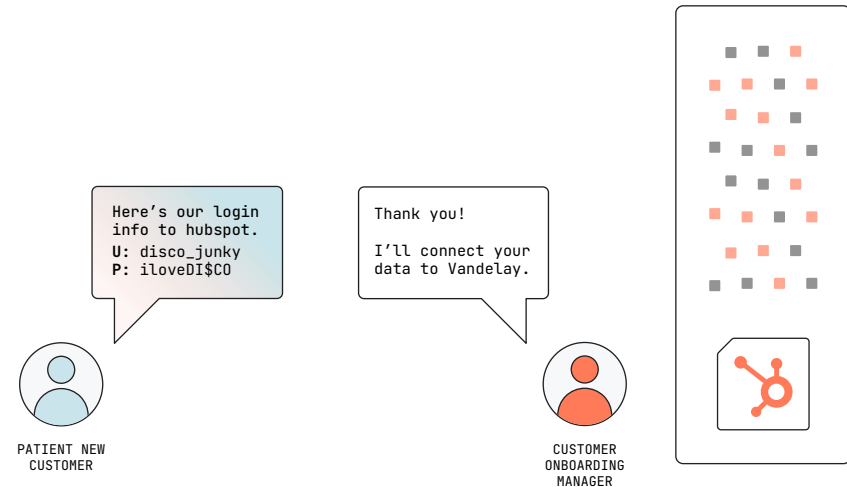 Here's our login
info to hubspot.
U: disco_junky
P: iloveDI$CO
Thank you!
I'll connect your
data to Vandelay.
PATIENT NEW
CUSTOMER
CUSTOMER
ONBOARDING
MANAGER